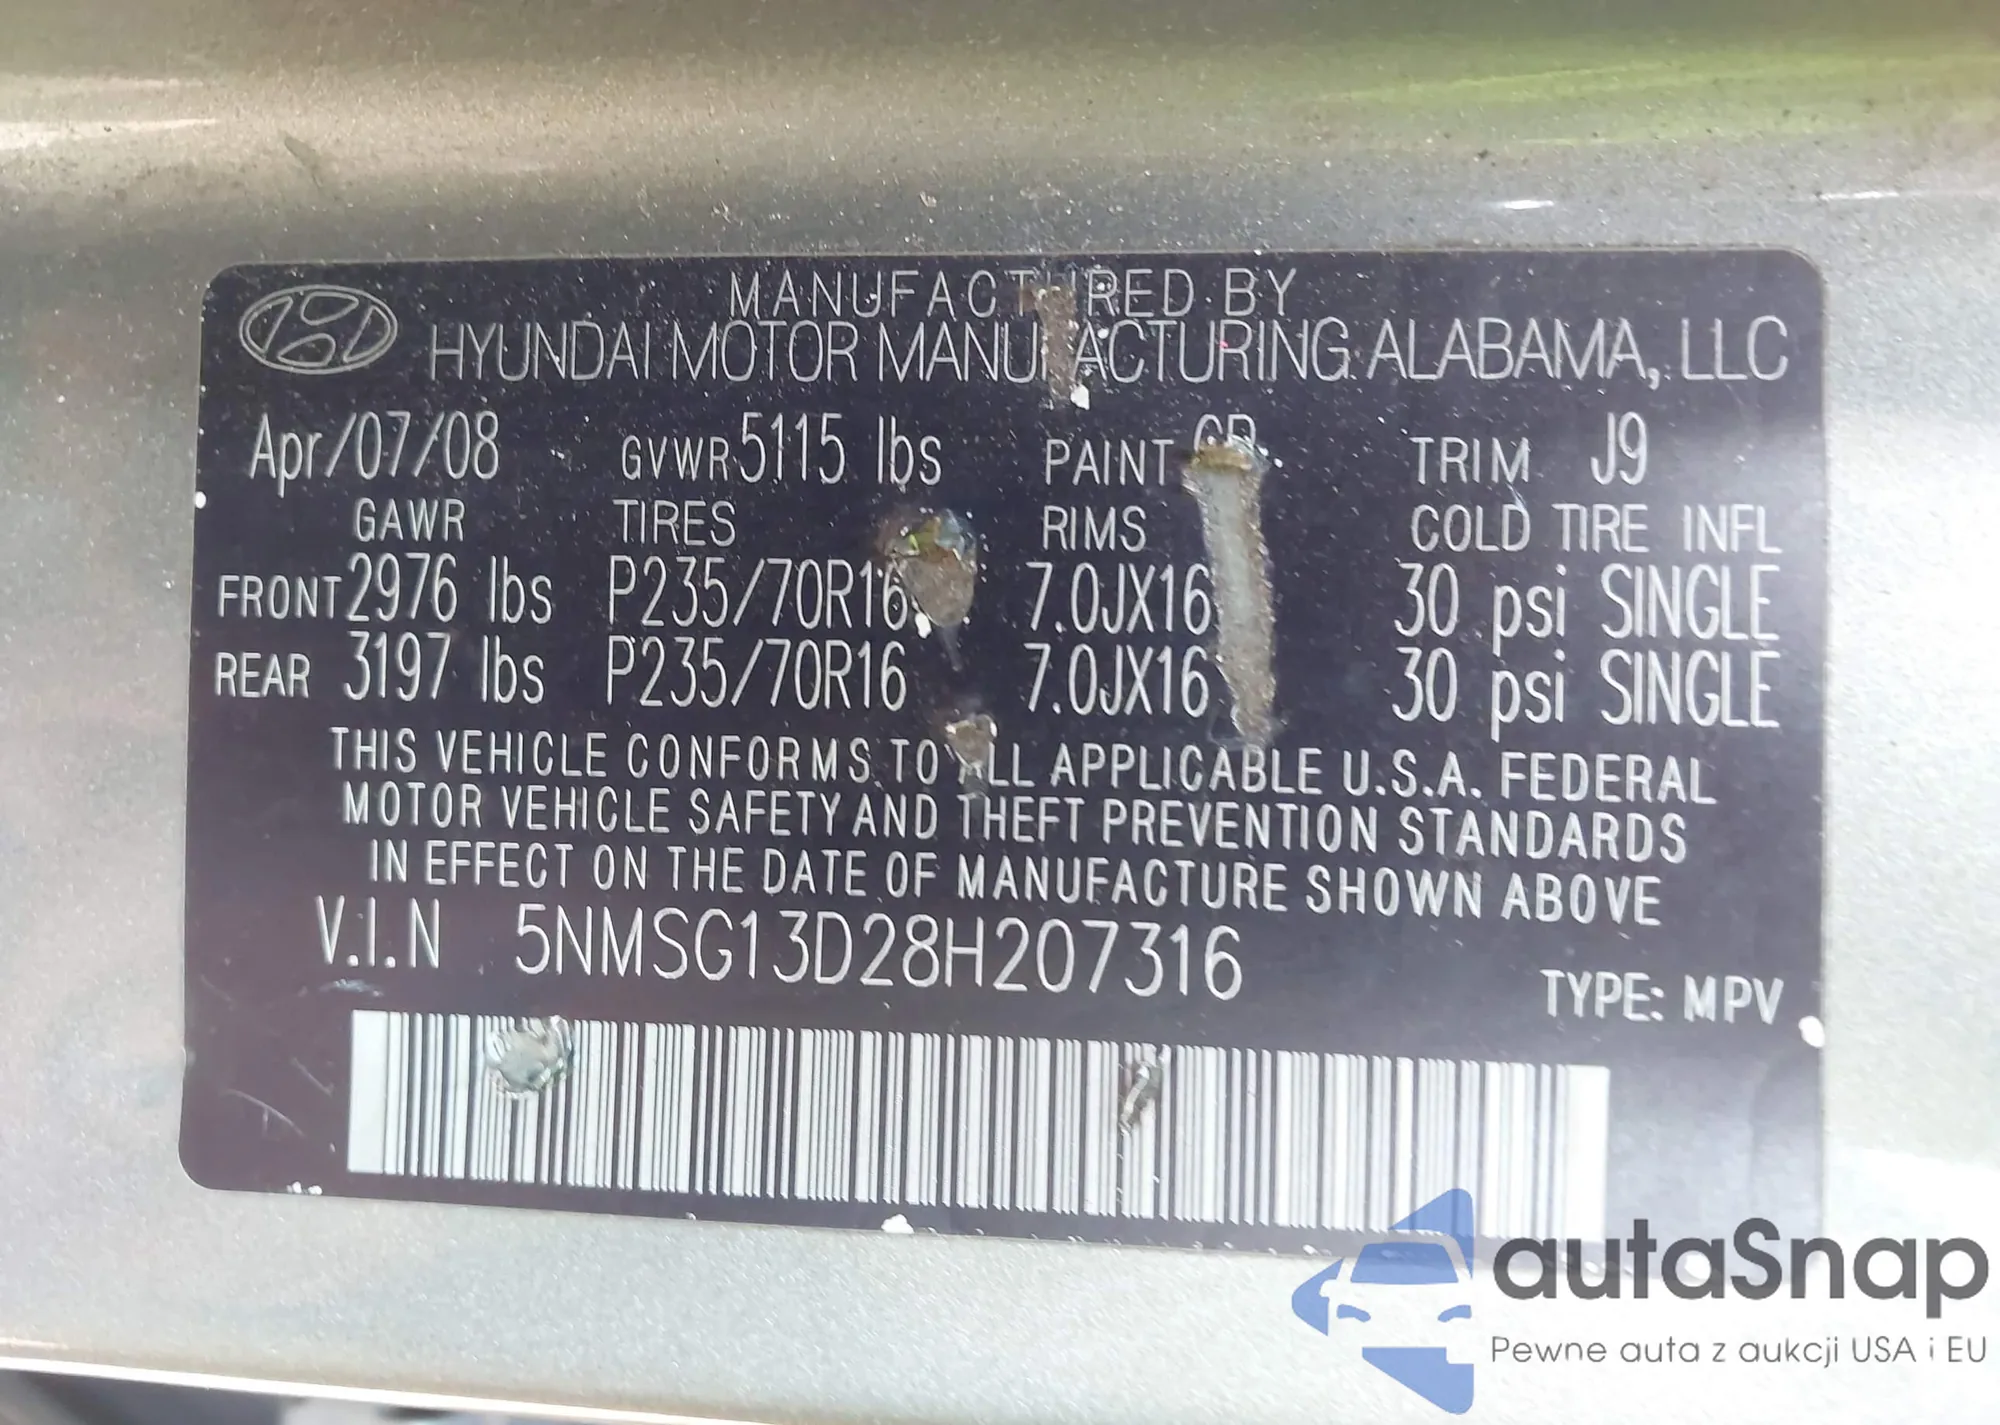 MANUFACTURED BY
HYUNDAI MOTOR MANUFACTURING ALABAMA, LLC
Apr/07/08 GVWR 5115 lbs PAINT TRIM J9
GAWR TIRES RIMS COLD TIRE INFL
FRONT 2976 lbs P235/70R16 7.0JX16 30 psi SINGLE
REAR 3197 lbs P235/70R16 7.0JX16 30 psi SINGLE
THIS VEHICLE CONFORMS TO ALL APPLICABLE U.S.A. FEDERAL
MOTOR VEHICLE SAFETY AND THEFT PREVENTION STANDARDS
IN EFFECT ON THE DATE OF MANUFACTURE SHOWN ABOVE
V.I.N 5NMSG13D28H207316
TYPE: MPV
autaSnap
Pewne auta z aukcji USA i EU